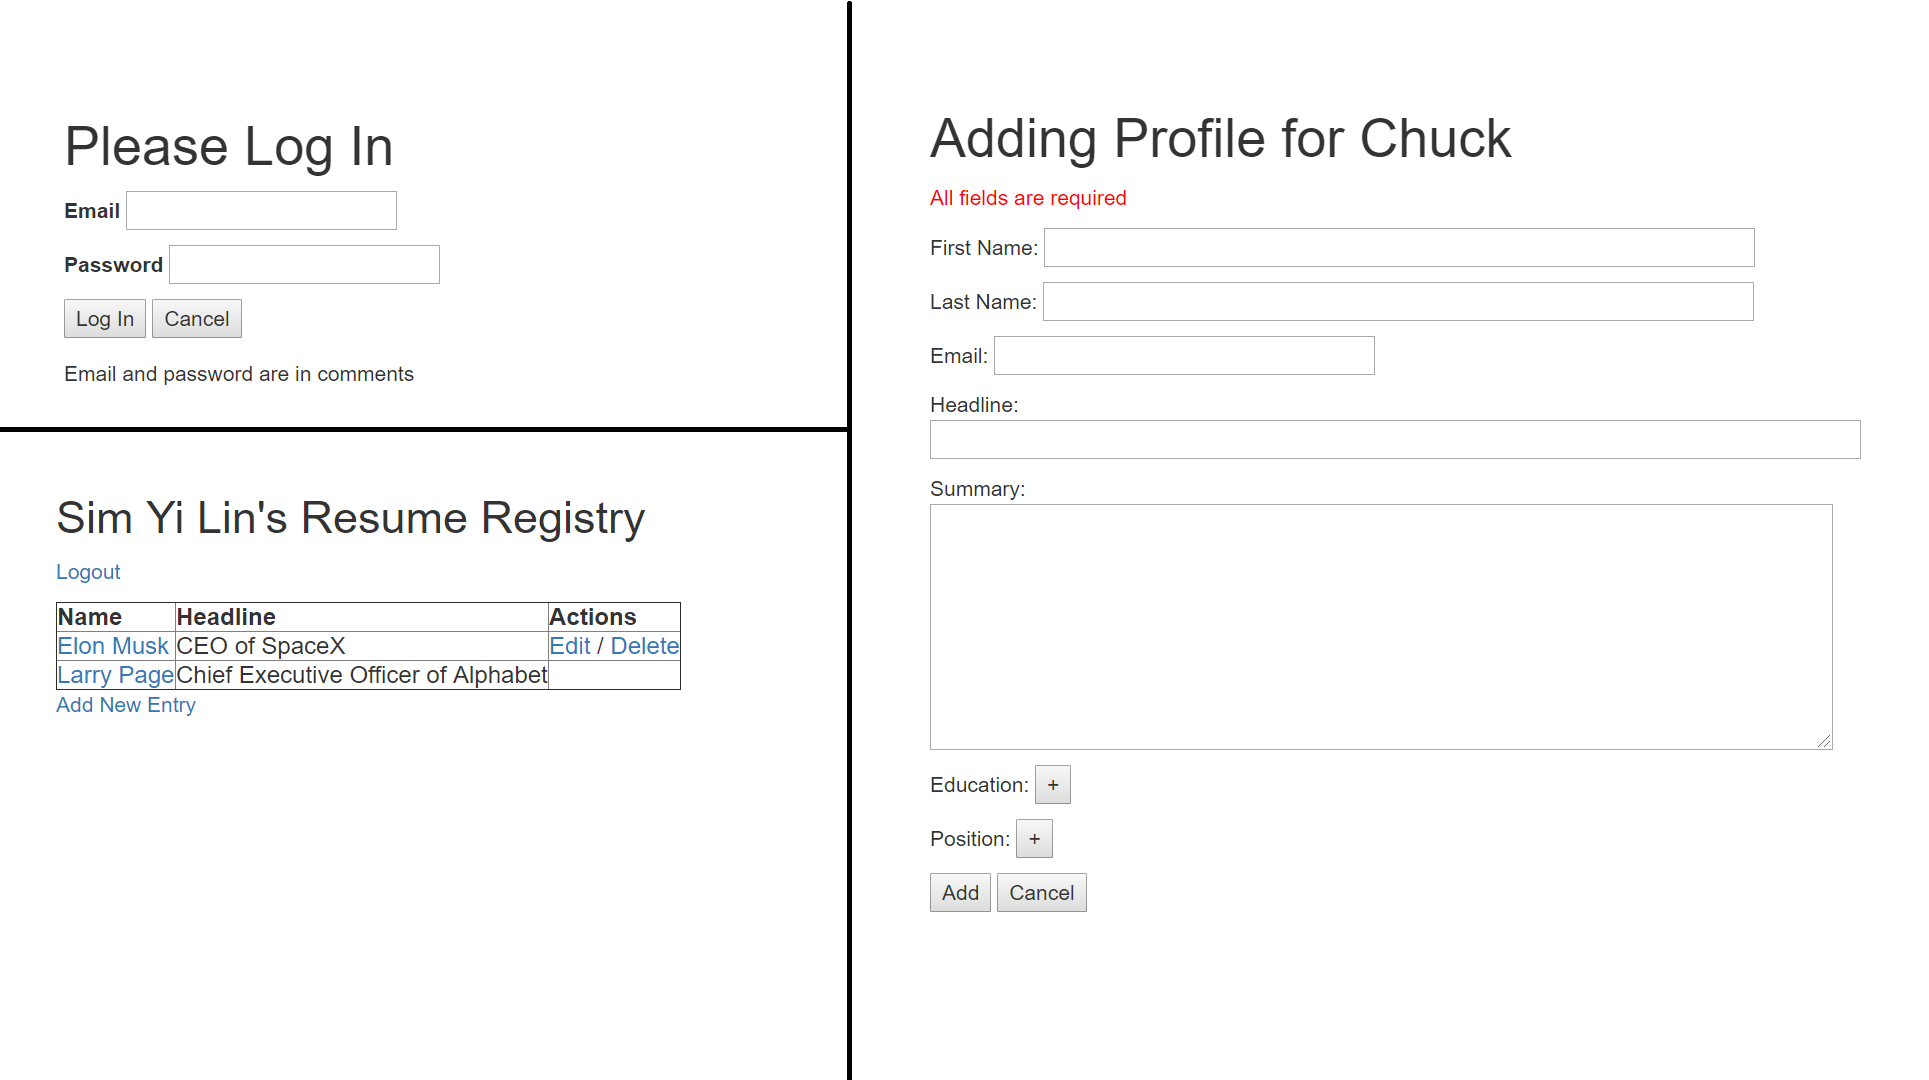 Please Log In
Email
Password
Log In Cancel
Email and password are in comments
Sim Yi Lin's Resume Registry
Logout
Name Headline Actions
Elon Musk CEO of SpaceX Edit / Delete
Larry Page Chief Executive Officer of Alphabet
Add New Entry
Adding Profile for Chuck
All fields are required
First Name:
Last Name:
Email:
Headline:
Summary:
Education: +
Position: +
Add Cancel